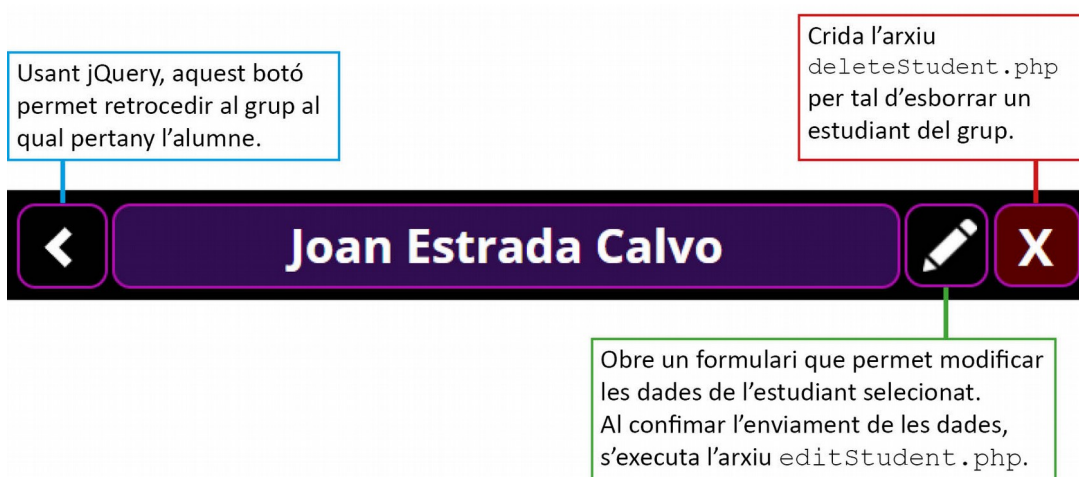 Usant jQuery, aquest botó
permet retrocedir al grup al
qual pertany l'alumne.
Crida l'arxiu
deleteStudent.php
per tal d'esborrar un
estudiant del grup.
Joan Estrada Calvo
X
Obre un formulari que permet modificar
les dades de l'estudiant selecionat.
Al confimar l'enviament de les dades,
s'executa l'arxiu editStudent.php.